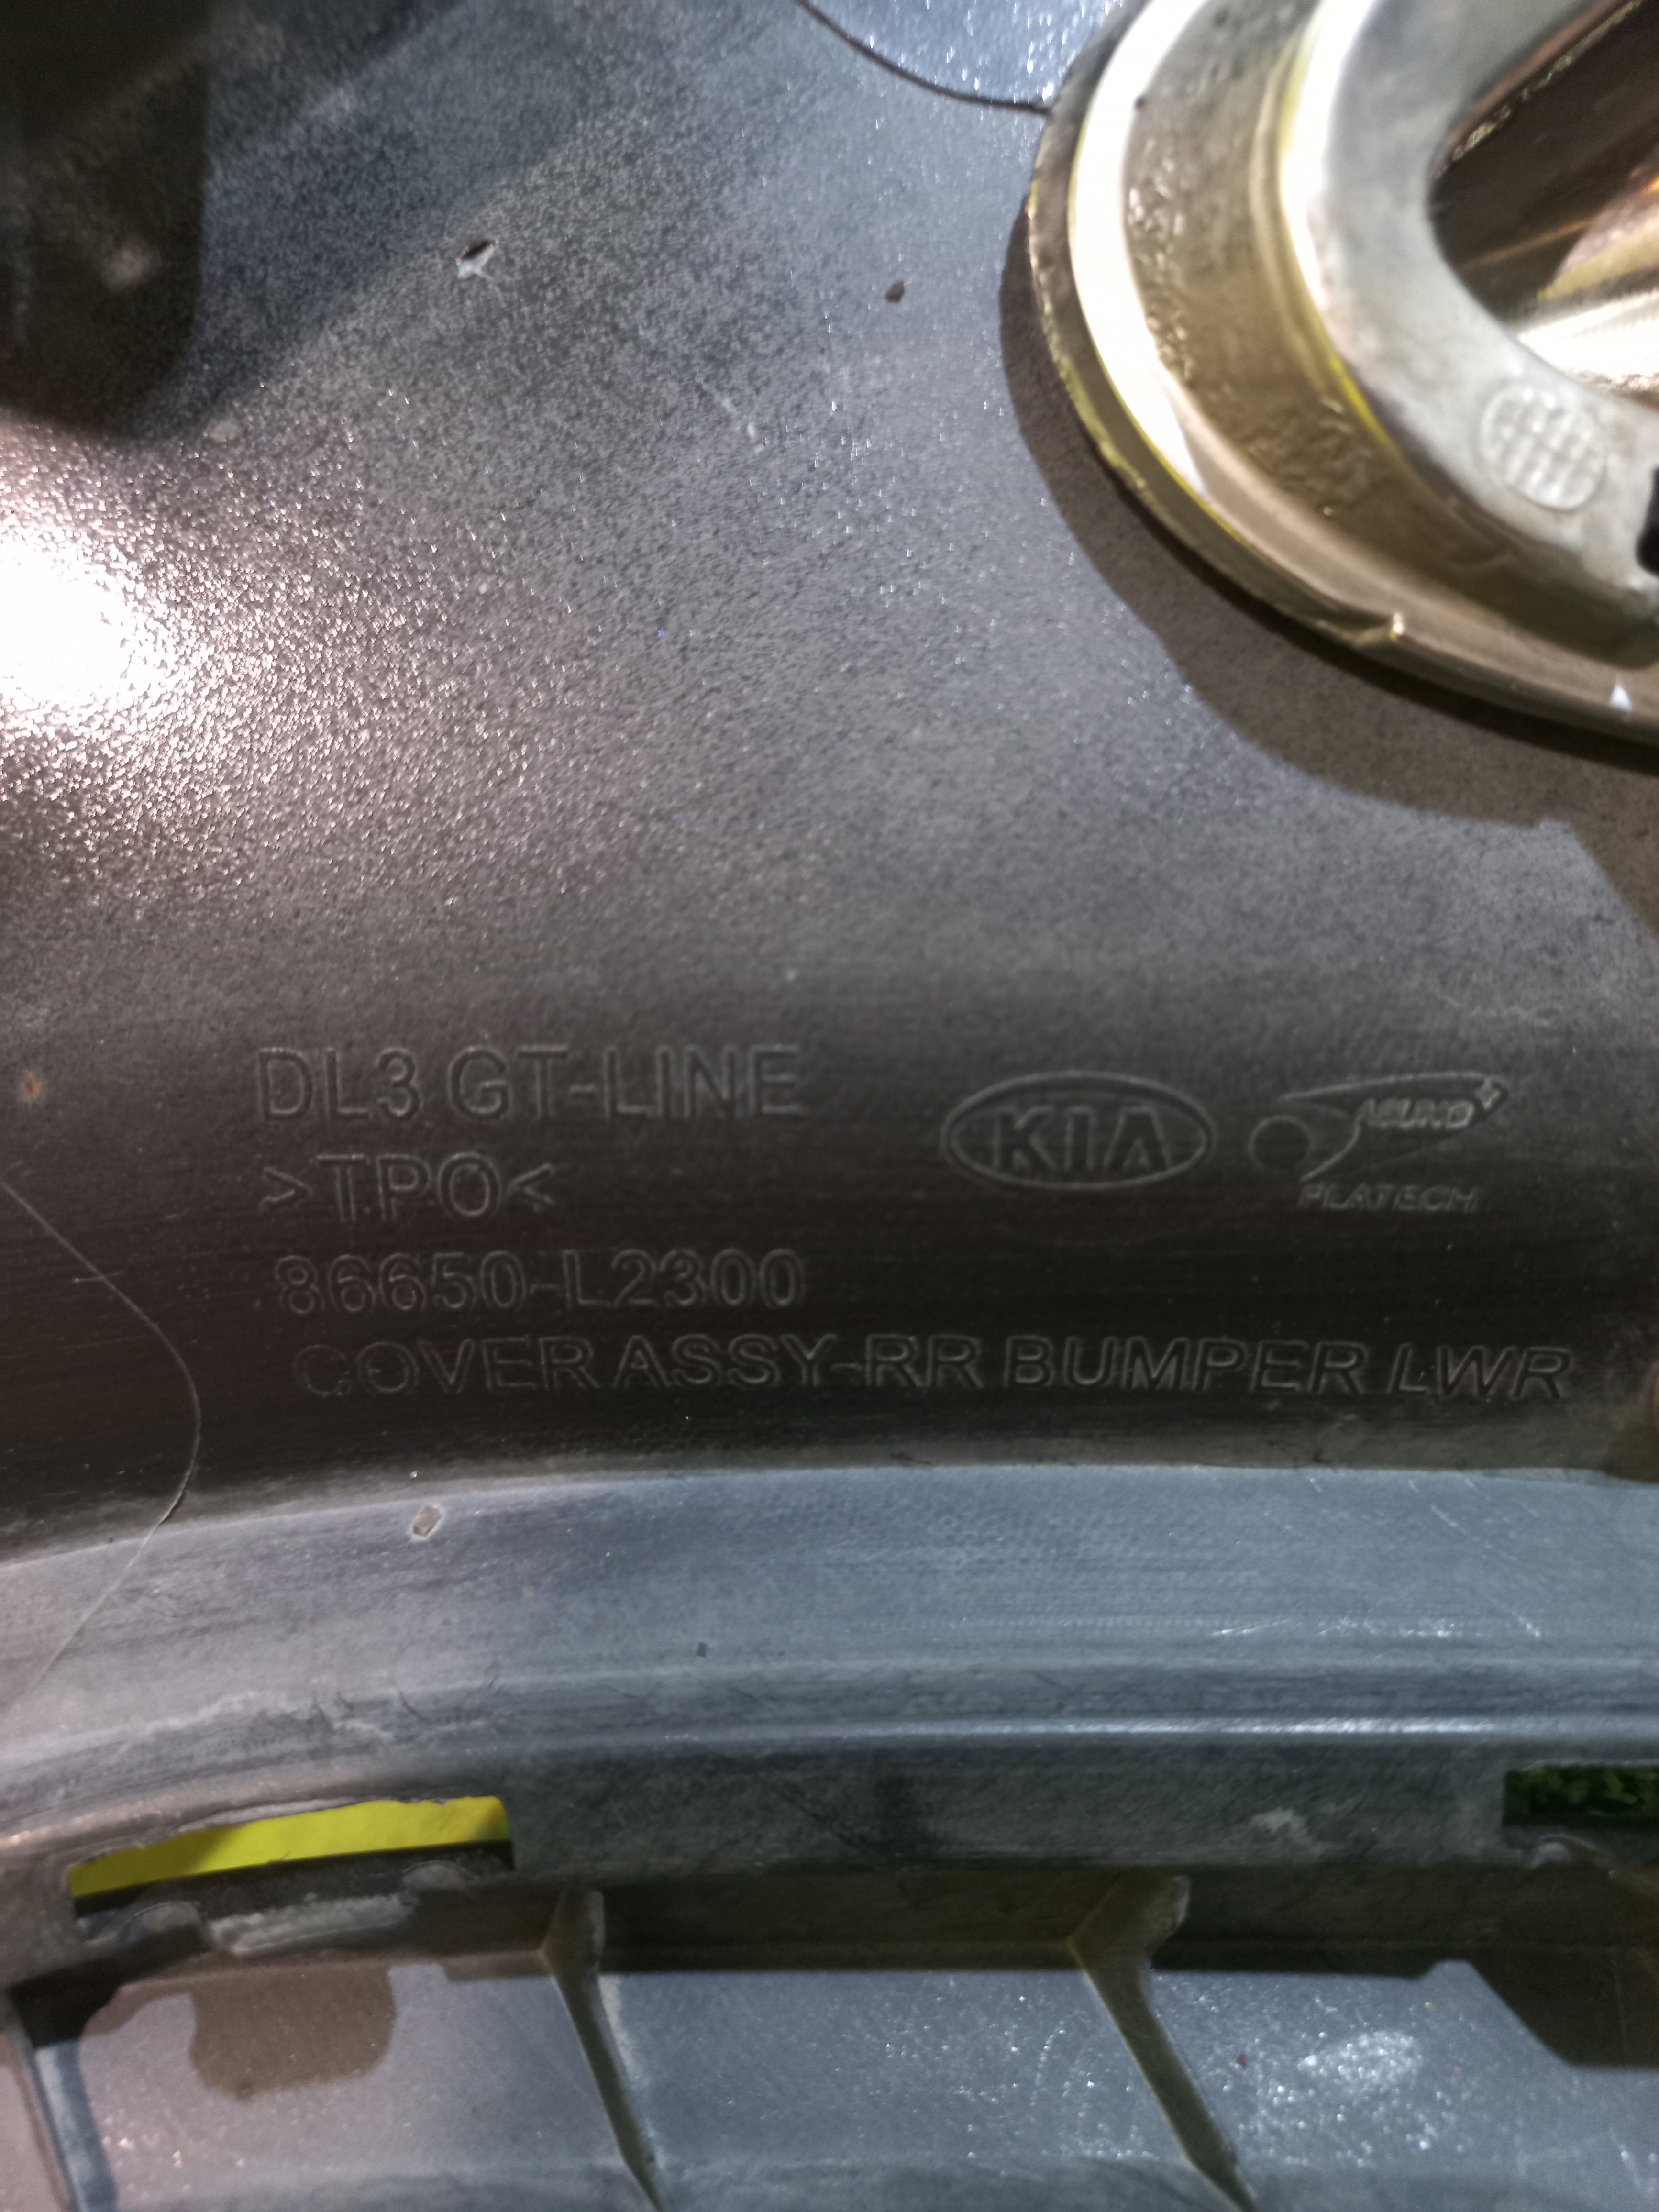 DL3 GT-LINE
>TPO<
86650-L2300
COVER ASSY-RR BUMPER LWR
KIA
PLATECH